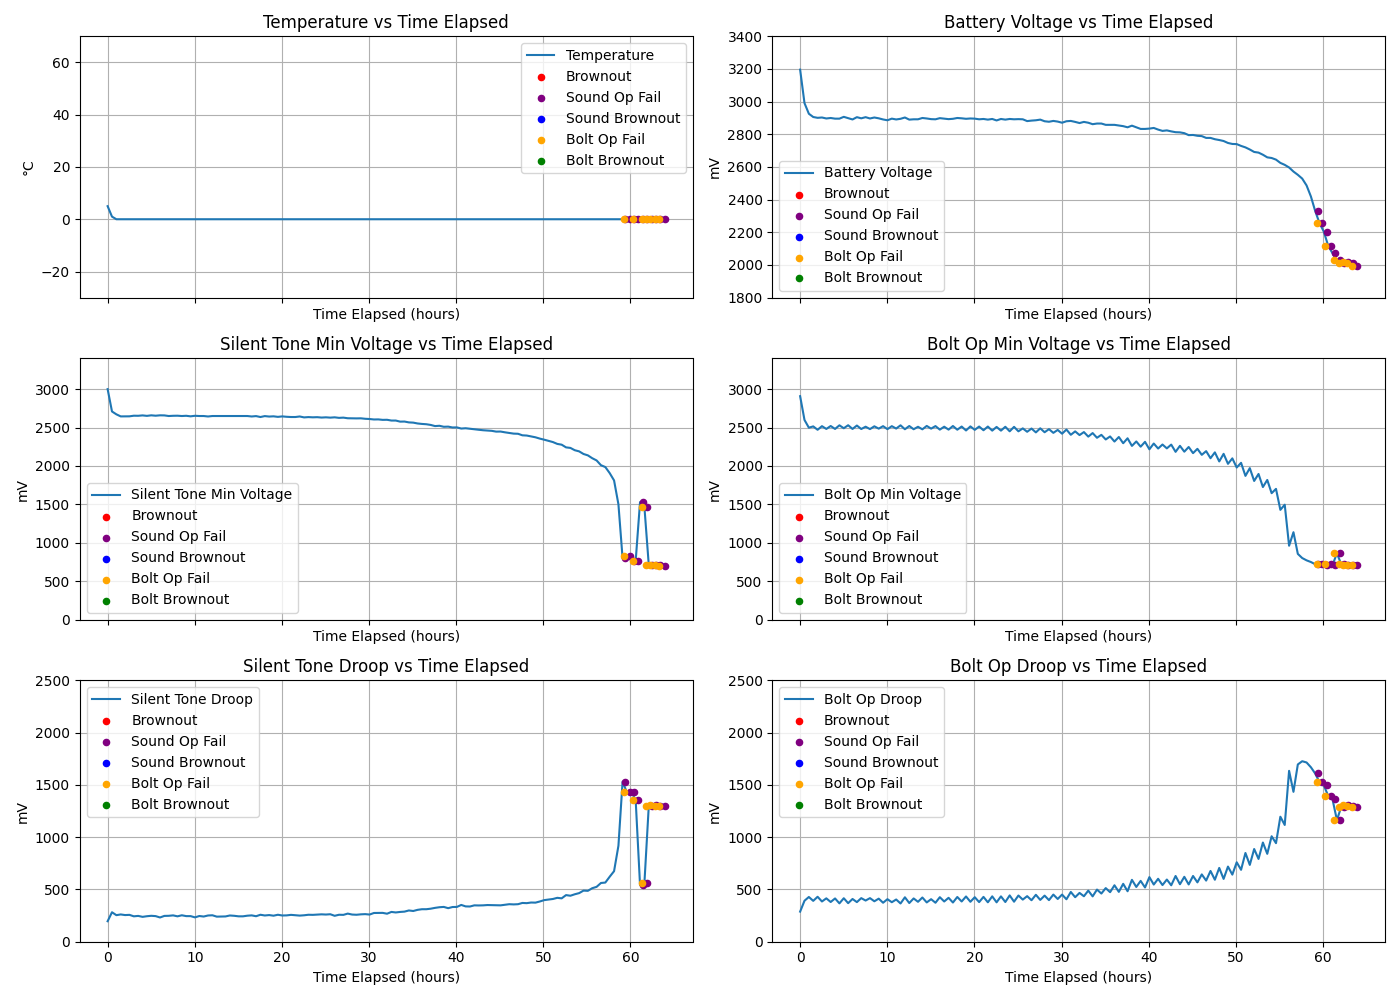 Temperature vs Time Elapsed
60
40
20
0
−20
°C
Temperature
Brownout
Sound Op Fail
Sound Brownout
Bolt Op Fail
Bolt Brownout
Time Elapsed (hours)
Battery Voltage vs Time Elapsed
3400
3200
3000
2800
2600
2400
2200
2000
1800
mV
Battery Voltage
Brownout
Sound Op Fail
Sound Brownout
Bolt Op Fail
Bolt Brownout
Time Elapsed (hours)
Silent Tone Min Voltage vs Time Elapsed
3000
2500
2000
1500
1000
500
0
mV
Silent Tone Min Voltage
Brownout
Sound Op Fail
Sound Brownout
Bolt Op Fail
Bolt Brownout
Time Elapsed (hours)
Bolt Op Min Voltage vs Time Elapsed
3000
2500
2000
1500
1000
500
0
mV
Bolt Op Min Voltage
Brownout
Sound Op Fail
Sound Brownout
Bolt Op Fail
Bolt Brownout
Time Elapsed (hours)
Silent Tone Droop vs Time Elapsed
2500
2000
1500
1000
500
0
mV
Silent Tone Droop
Brownout
Sound Op Fail
Sound Brownout
Bolt Op Fail
Bolt Brownout
0 10 20 30 40 50 60
Time Elapsed (hours)
Bolt Op Droop vs Time Elapsed
2500
2000
1500
1000
500
0
mV
Bolt Op Droop
Brownout
Sound Op Fail
Sound Brownout
Bolt Op Fail
Bolt Brownout
0 10 20 30 40 50 60
Time Elapsed (hours)